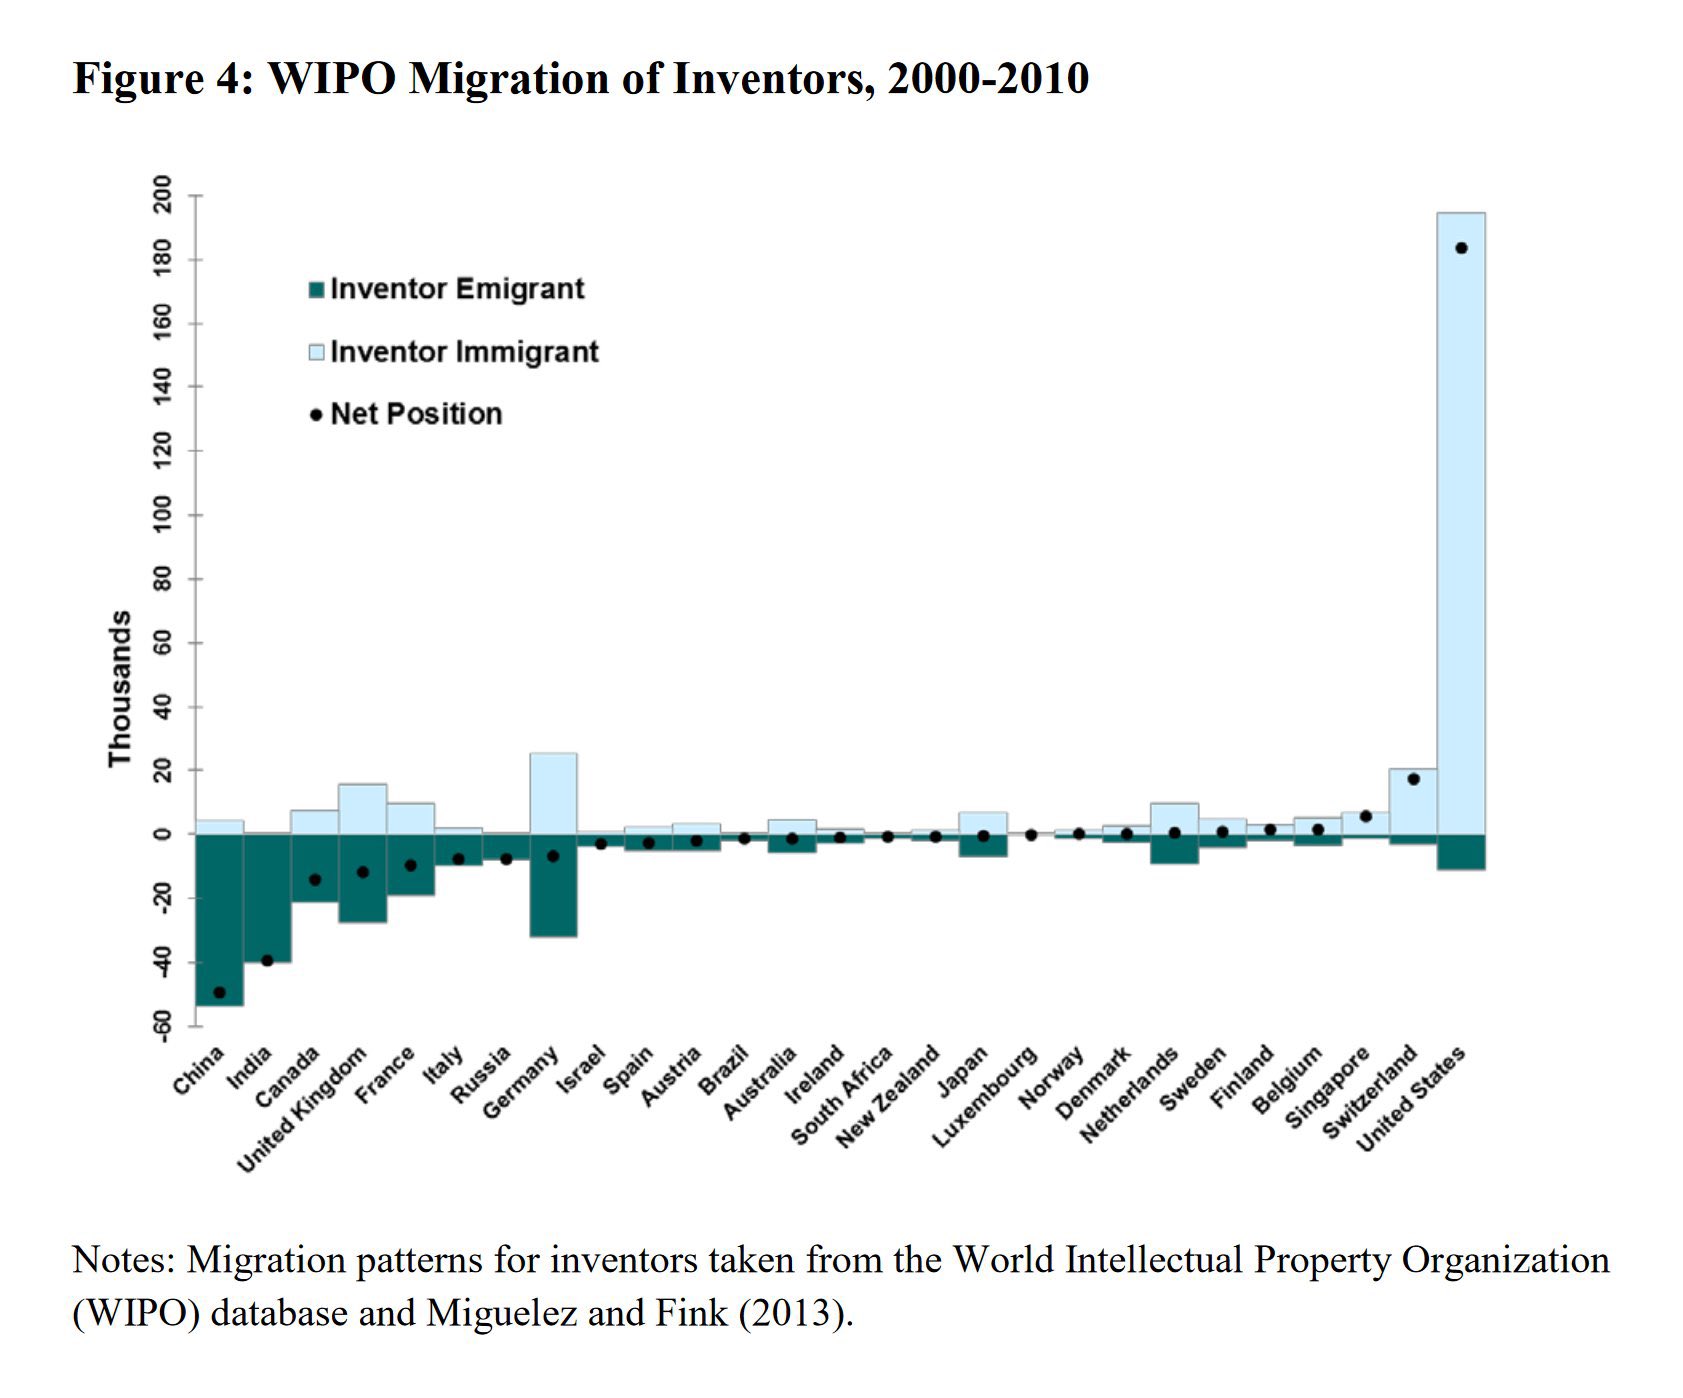 Figure 4: WIPO Migration of Inventors, 2000-2010
200
180
160
140
120
100
80
60
40
20
0
-20
-40
-60
Thousands
Inventor Emigrant
Inventor Immigrant
Net Position
China
India
Canada
United Kingdom
France
Italy
Russia
Germany
Israel
Spain
Austria
Brazil
Australia
Ireland
South Africa
New Zealand
Japan
Luxembourg
Norway
Denmark
Netherlands
Sweden
Finland
Belgium
Singapore
Switzerland
United States
Notes: Migration patterns for inventors taken from the World Intellectual Property Organization
(WIPO) database and Miguelez and Fink (2013).